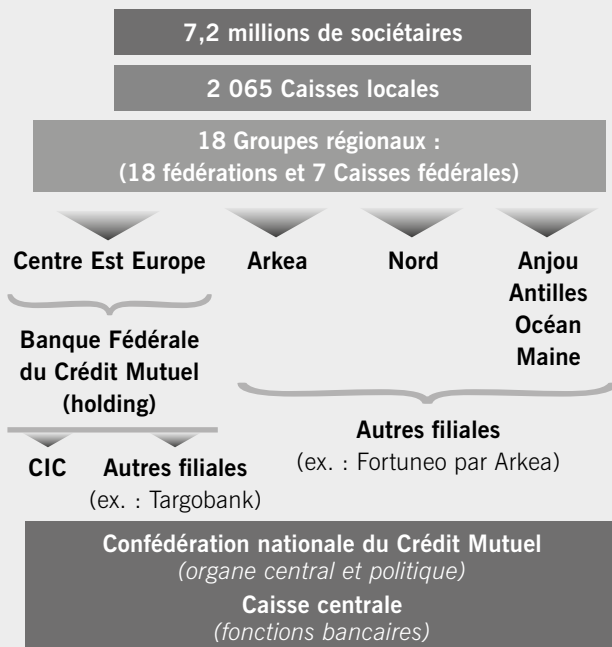 7,2 millions de sociétaires
2 065 Caisses locales
18 Groupes régionaux :
(18 fédérations et 7 Caisses fédérales)
Centre Est Europe
Arkea
Nord
Anjou
Antilles
Océan
Maine
Banque Fédérale
du Crédit Mutuel
(holding)
CIC
Autres filiales
(ex. : Targobank)
Autres filiales
(ex. : Fortuneo par Arkea)
Confédération nationale du Crédit Mutuel
(organe central et politique)
Caisse centrale
(fonctions bancaires)